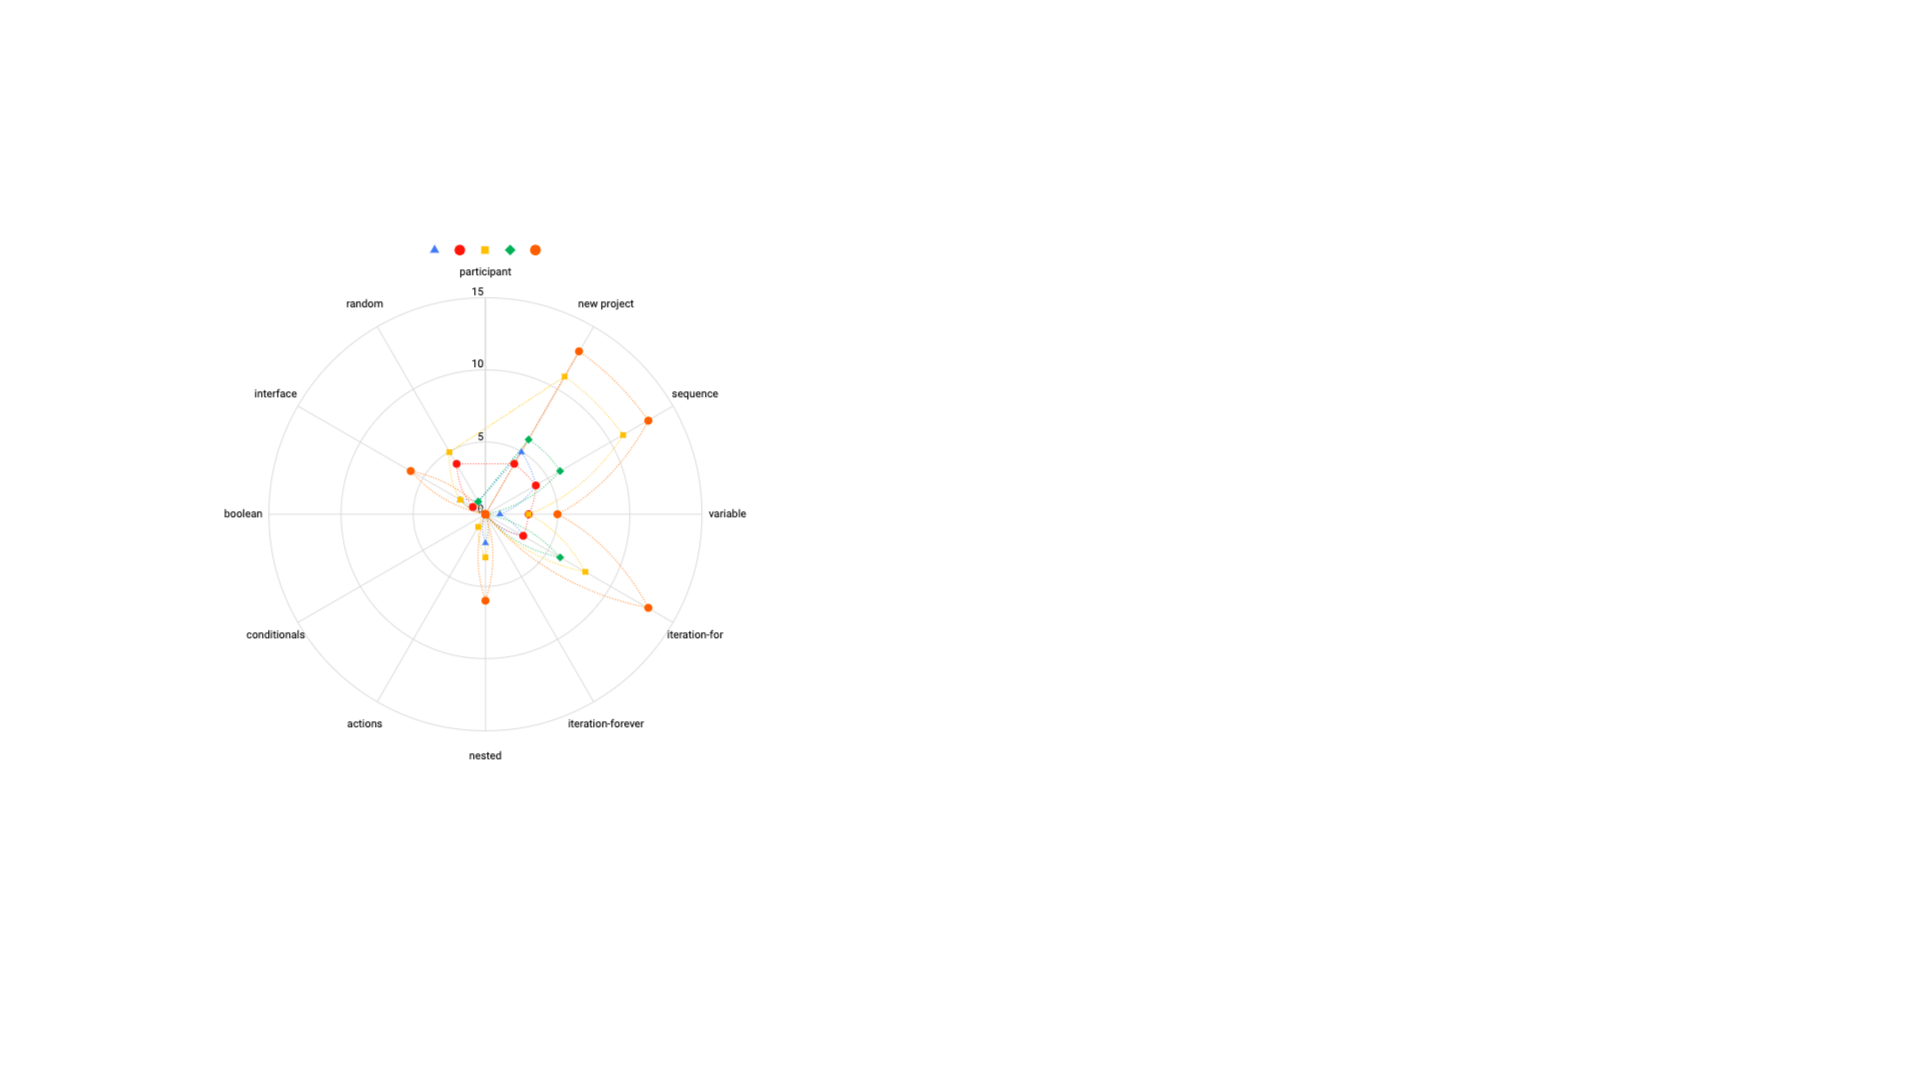 participant
15
random
new project
10
interface
sequence
5
boolean
0
variable
conditionals
iteration-for
actions
iteration-forever
nested